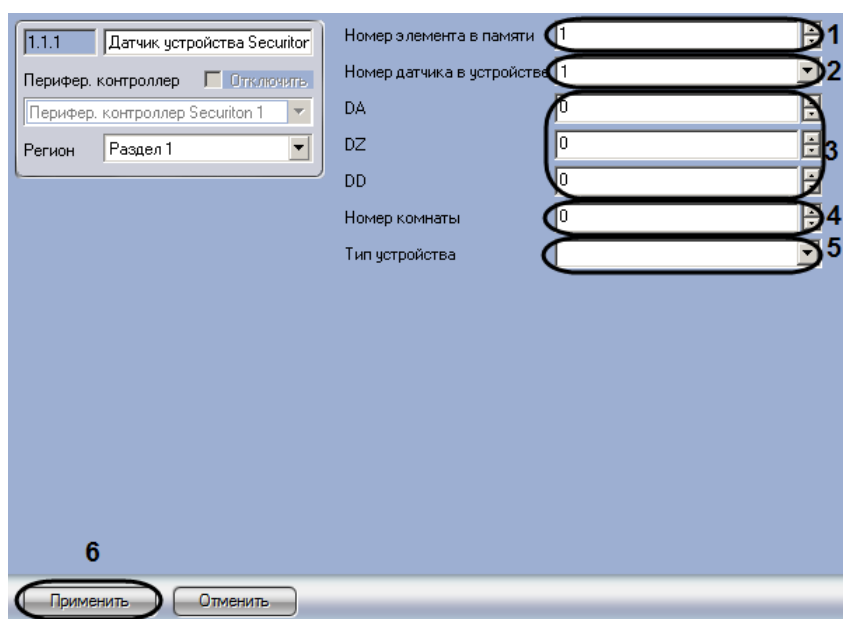 1.1.1 Датчик устройства Securitor
Перифер. контроллер Отключить
Перифер. контроллер Securiton 1
Регион Раздел 1
Номер элемента в памяти 1 1
Номер датчика в устройстве 1 2
DA 0
DZ 0 3
DD 0
Номер комнаты 0 4
Тип устройства 5
6
Применить Отменить